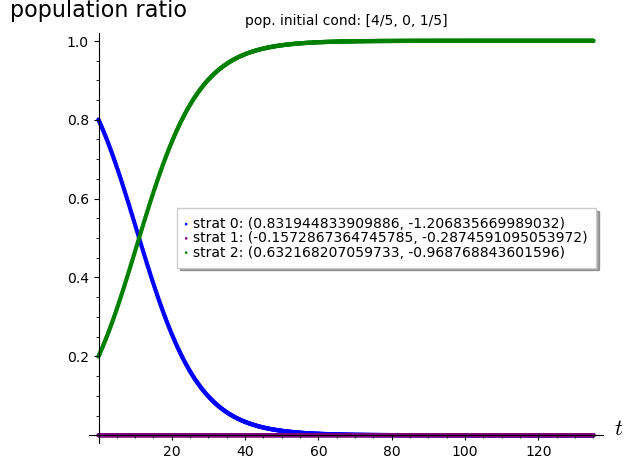 population ratio
pop. initial cond: [4/5, 0, 1/5]
1.0
0.8
0.6
strat 0: (0.831944833909886, -1.206835669989032)
strat 1: (-0.1572867364745785, -0.2874591095053972)
strat 2: (0.632168207059733, -0.968768843601596)
0.4
0.2
t
20 40 60 80 100 120